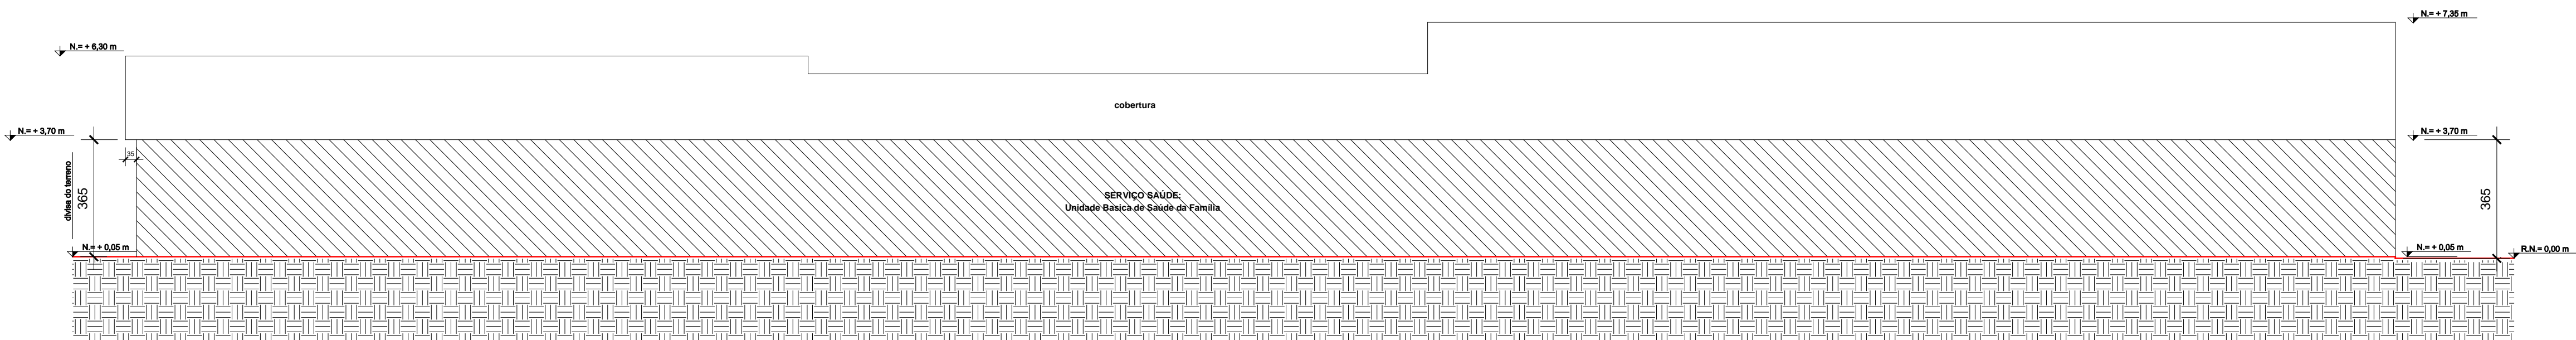 N.= + 7,35 m
N.= + 6,30 m
cobertura
N.= + 3,70 m
N.= + 3,70 m
35
divisa do terreno
365
SERVIÇO SAÚDE:
Unidade Basica de Saúde da Família
365
N.= + 0,05 m
N.= + 0,05 m
R.N.= 0,00 m